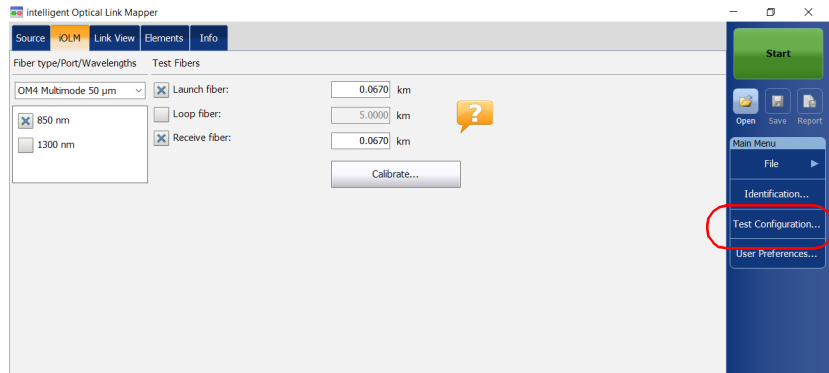 intelligent Optical Link Mapper
Source iOLM Link View Elements Info
Fiber type/Port/Wavelengths Test Fibers
OM4 Multimode 50 µm
850 nm
1300 nm
Launch fiber: 0.0670 km
Loop fiber: 5.0000 km
Receive fiber: 0.0670 km
?
Calibrate...
Start
Open Save Report
Main Menu
File
Identification...
Test Configuration...
User Preferences...